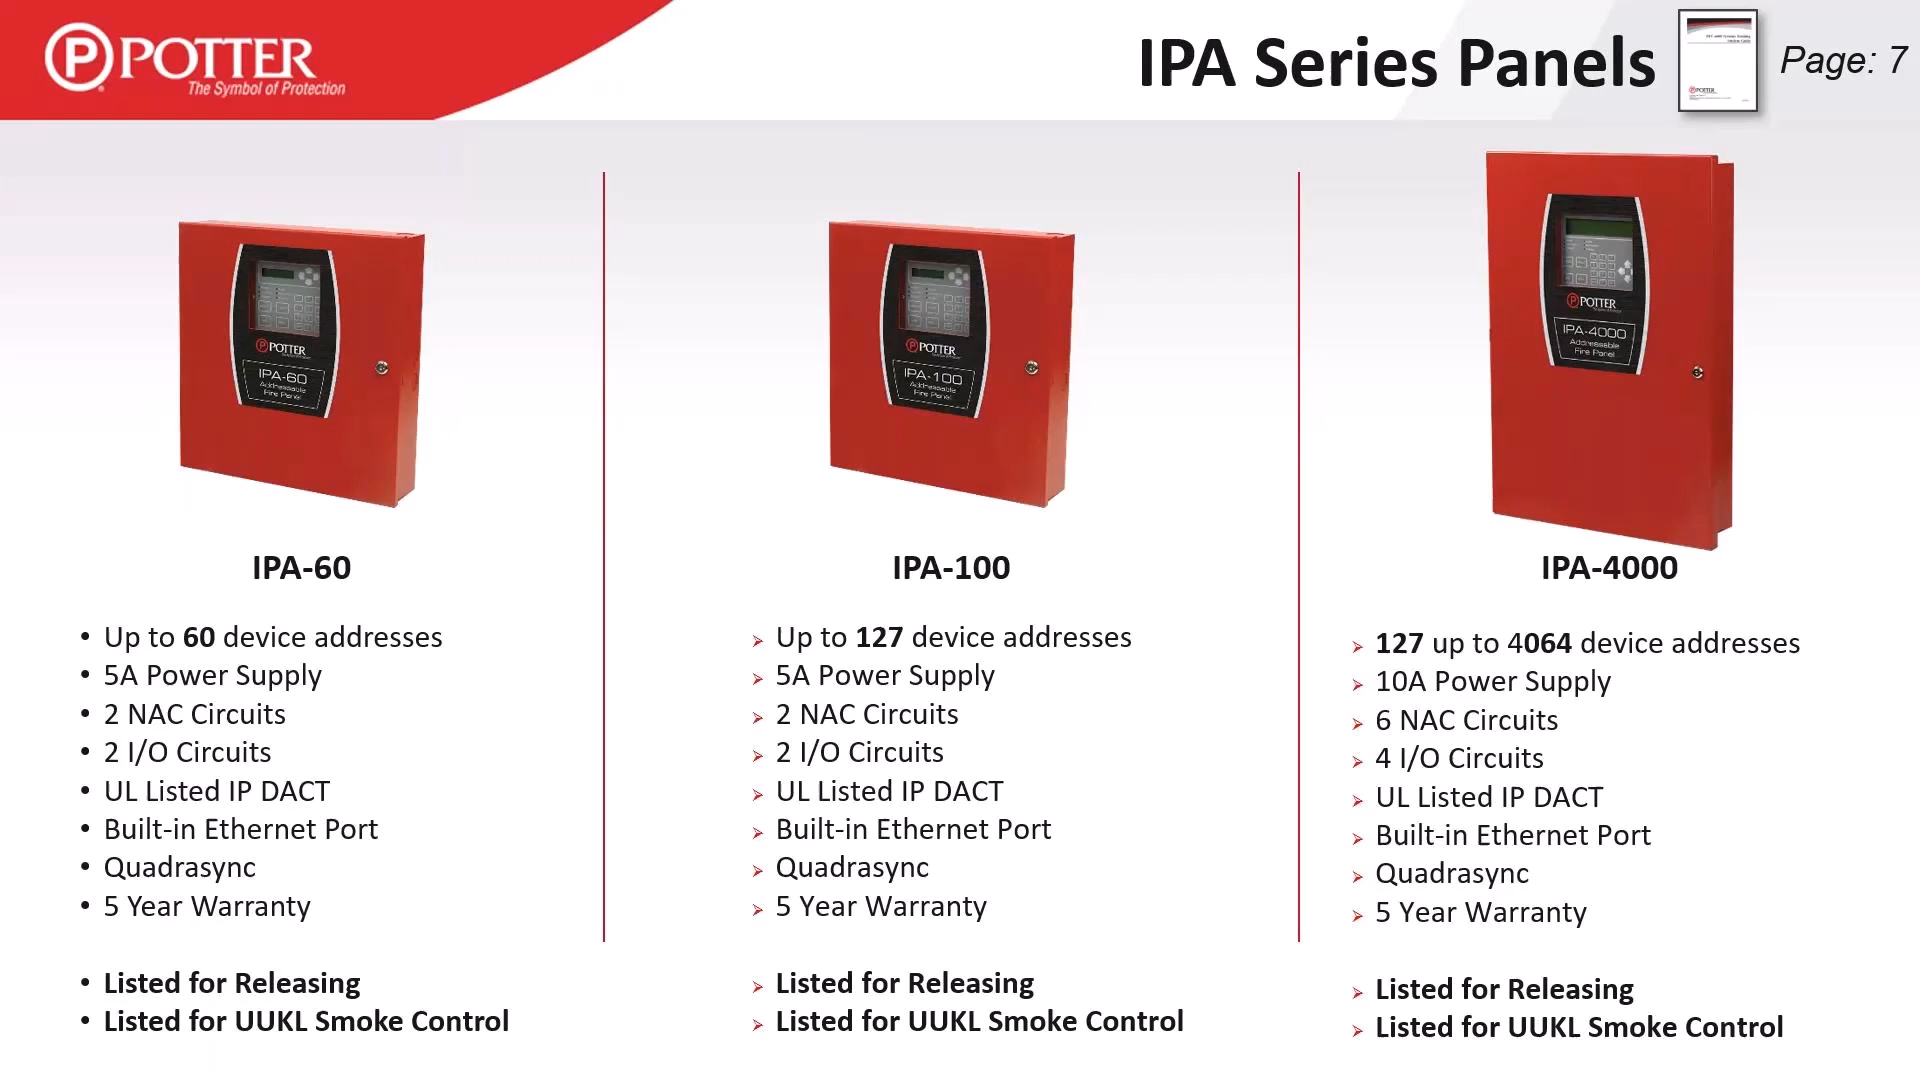 POTTER
The Symbol of Protection
IPA Series Panels
Page: 7
POTTER
IPA-60
Addressable
Fire Panel
POTTER
IPA-100
Addressable
Fire Panel
POTTER
IPA-4000
Addressable
Fire Panel
IPA-60
• Up to 60 device addresses
• 5A Power Supply
• 2 NAC Circuits
• 2 I/O Circuits
• UL Listed IP DACT
• Built-in Ethernet Port
• Quadrasync
• 5 Year Warranty
• Listed for Releasing
• Listed for UUKL Smoke Control
IPA-100
➢ Up to 127 device addresses
➢ 5A Power Supply
➢ 2 NAC Circuits
➢ 2 I/O Circuits
➢ UL Listed IP DACT
➢ Built-in Ethernet Port
➢ Quadrasync
➢ 5 Year Warranty
➢ Listed for Releasing
➢ Listed for UUKL Smoke Control
IPA-4000
➢ 127 up to 4064 device addresses
➢ 10A Power Supply
➢ 6 NAC Circuits
➢ 4 I/O Circuits
➢ UL Listed IP DACT
➢ Built-in Ethernet Port
➢ Quadrasync
➢ 5 Year Warranty
➢ Listed for Releasing
➢ Listed for UUKL Smoke Control